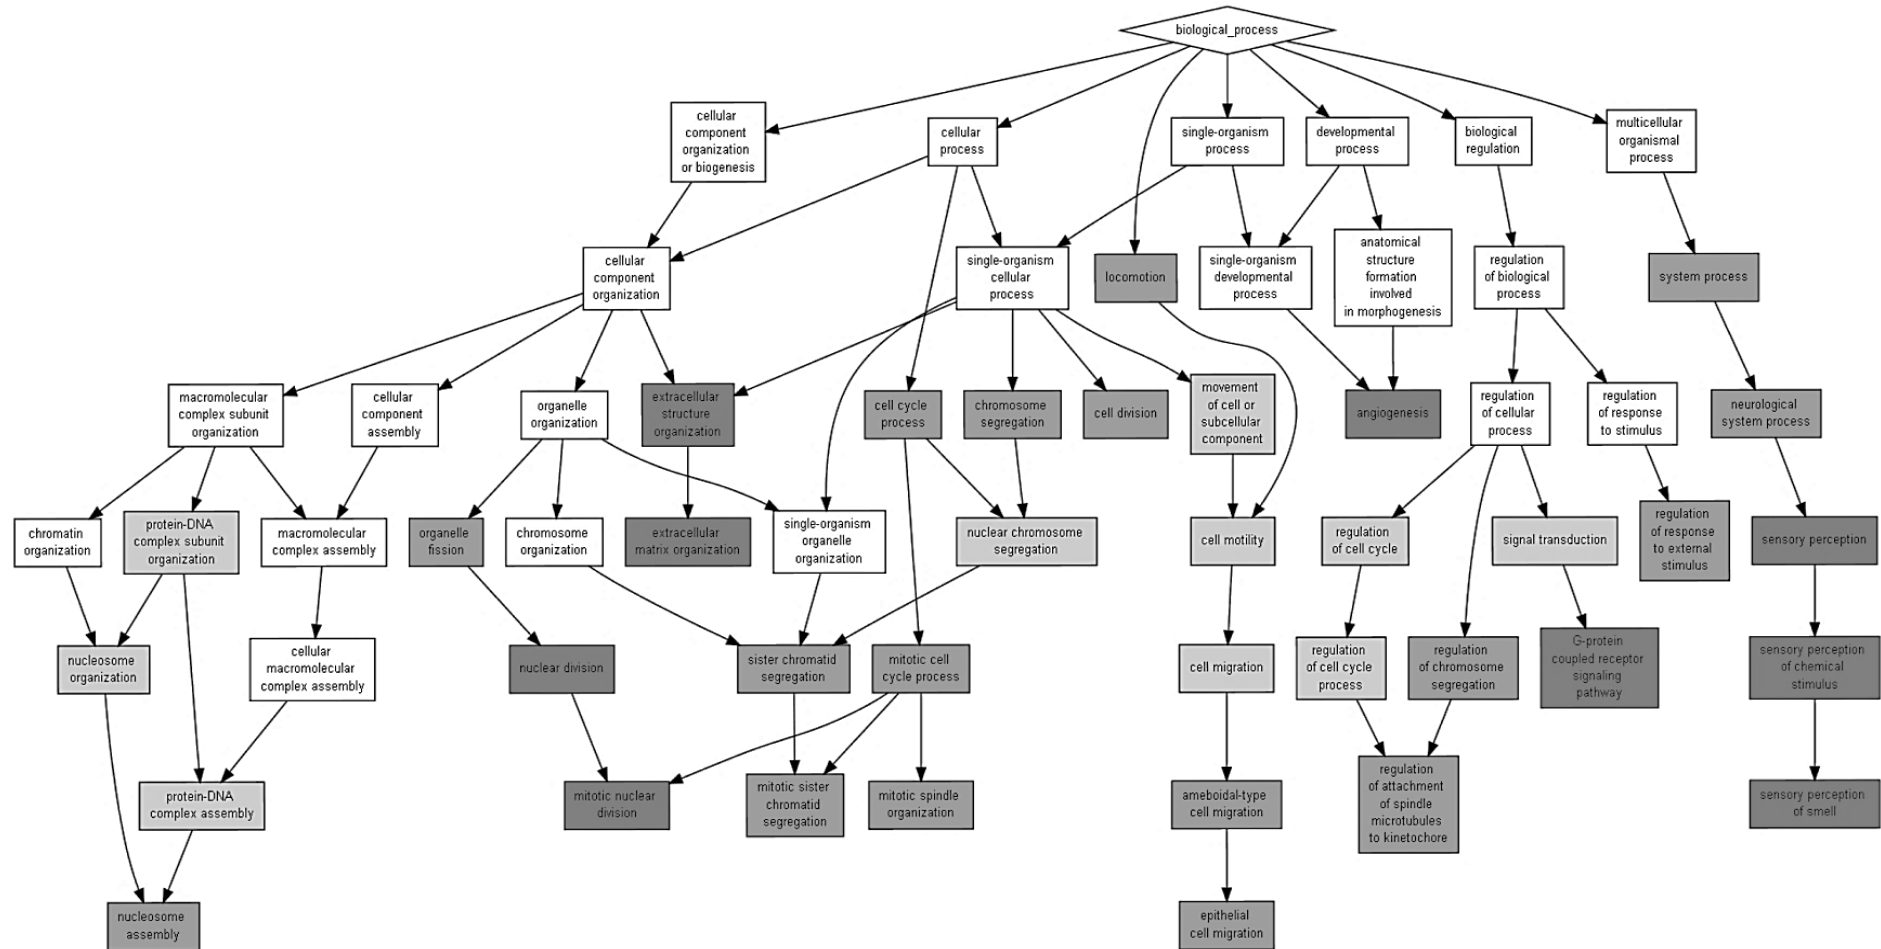 biological_process
cellular
component
organization
or biogenesis
cellular
process
single-organism
process
developmental
process
biological
regulation
multicellular
organismal
process
cellular
component
organization
single-organism
cellular
process
locomotion
single-organism
developmental
process
anatomical
structure
formation
involved
in morphogenesis
regulation
of biological
process
system process
macromolecular
complex subunit
organization
cellular
component
assembly
organelle
organization
extracellular
structure
organization
cell cycle
process
chromosome
segregation
cell division
movement
of cell or
subcellular
component
angiogenesis
regulation
of cellular
process
regulation
of response
to stimulus
neurological
system process
chromatin
organization
protein-DNA
complex subunit
organization
macromolecular
complex assembly
organelle
fission
chromosome
organization
extracellular
matrix organization
single-organism
organelle
organization
nuclear chromosome
segregation
cell motility
regulation
of cell cycle
signal transduction
regulation
of response
to external
stimulus
sensory perception
nucleosome
organization
cellular
macromolecular
complex assembly
nuclear division
sister chromatid
segregation
mitotic cell
cycle process
cell migration
regulation
of cell cycle
process
regulation
of chromosome
segregation
G-protein
coupled receptor
signaling
pathway
sensory perception
of chemical
stimulus
protein-DNA
complex assembly
mitotic nuclear
division
mitotic sister
chromatid
segregation
mitotic spindle
organization
ameboidal-type
cell migration
regulation
of attachment
of spindle
microtubules
to kinetochore
sensory perception
of smell
nucleosome
assembly
epithelial
cell migration